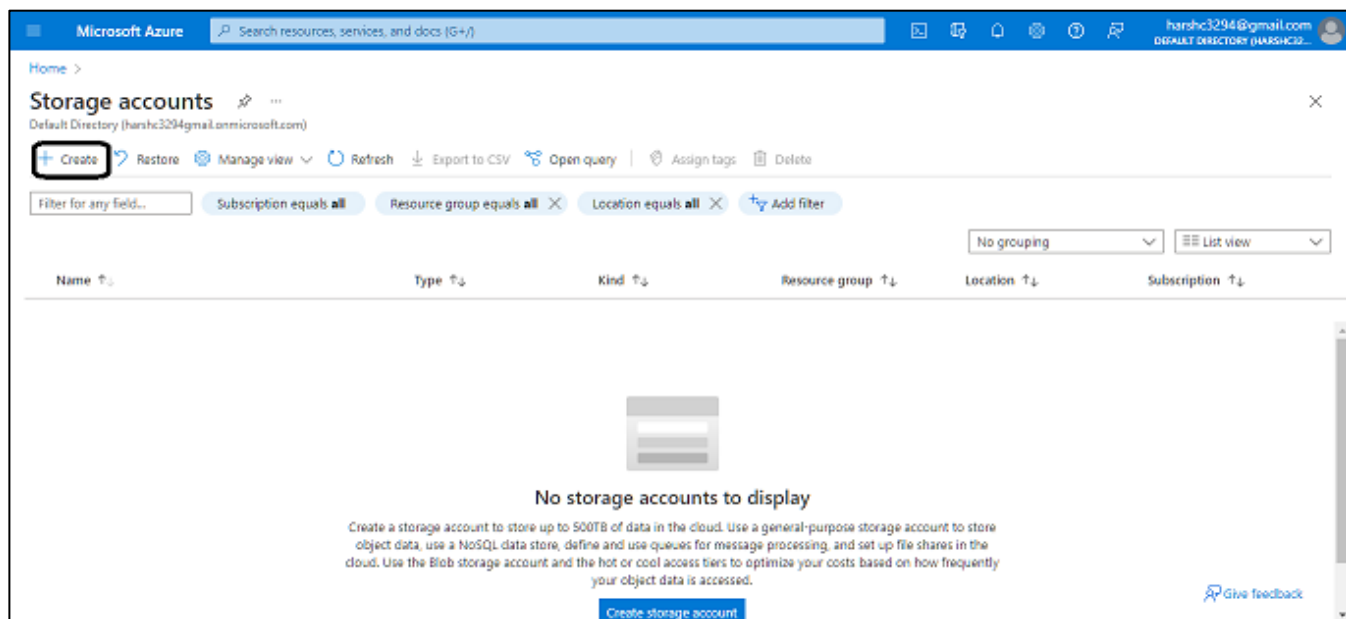 Microsoft Azure
Search resources, services, and docs (G+/)
harshc3294@gmail.com
DEFAULT DIRECTORY (HARSHC32...
Home >
Storage accounts
Default Directory (harshc3294gmail.onmicrosoft.com)
Create Restore Manage view Refresh Export to CSV Open query Assign tags Delete
Filter for any field... Subscription equals all Resource group equals all Location equals all Add filter
No grouping List view
Name Type Kind Resource group Location Subscription
No storage accounts to display
Create a storage account to store up to 500TB of data in the cloud. Use a general-purpose storage account to store
object data, use a NoSQL data store, define and use queues for message processing, and set up file shares in the
cloud. Use the Blob storage account and the hot or cool access tiers to optimize your costs based on how frequently
your object data is accessed.
Give feedback
Create storage account